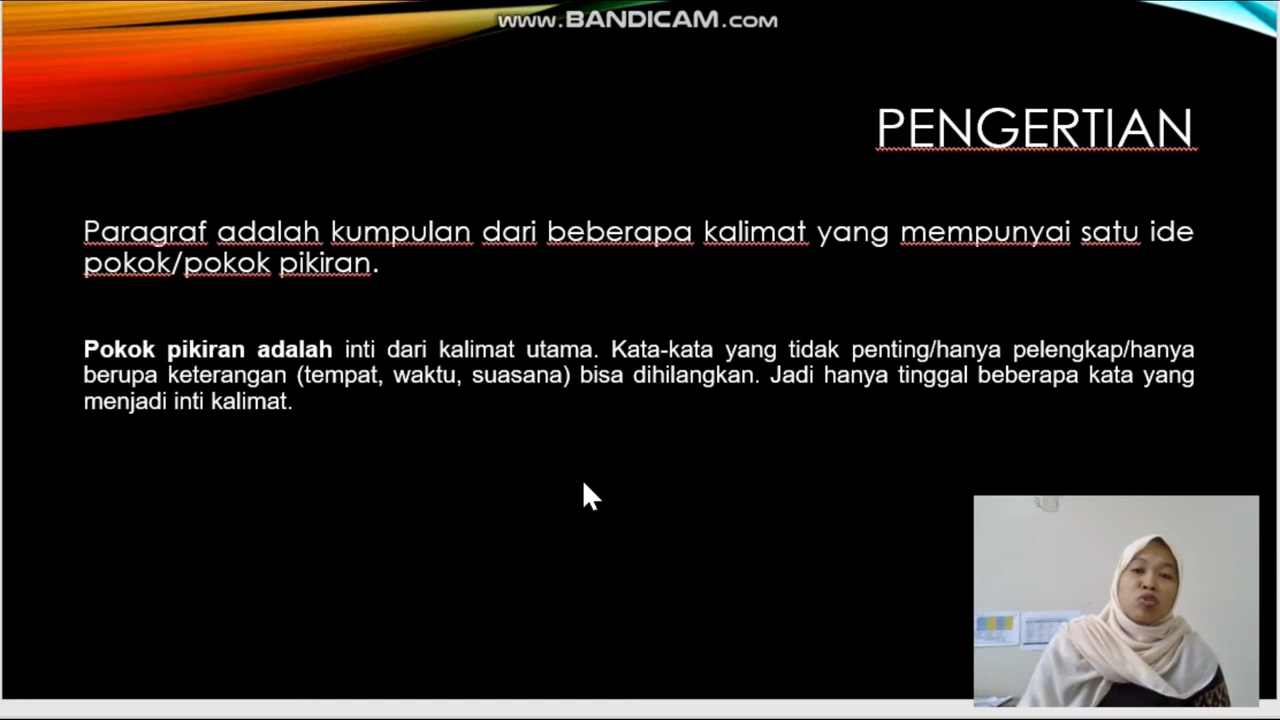 www.BANDICAM.com
PENGERTIAN
Paragraf adalah kumpulan dari beberapa kalimat yang mempunyai satu ide
pokok/pokok pikiran.
Pokok pikiran adalah inti dari kalimat utama. Kata-kata yang tidak penting/hanya pelengkap/hanya
berupa keterangan (tempat, waktu, suasana) bisa dihilangkan. Jadi hanya tinggal beberapa kata yang
menjadi inti kalimat.